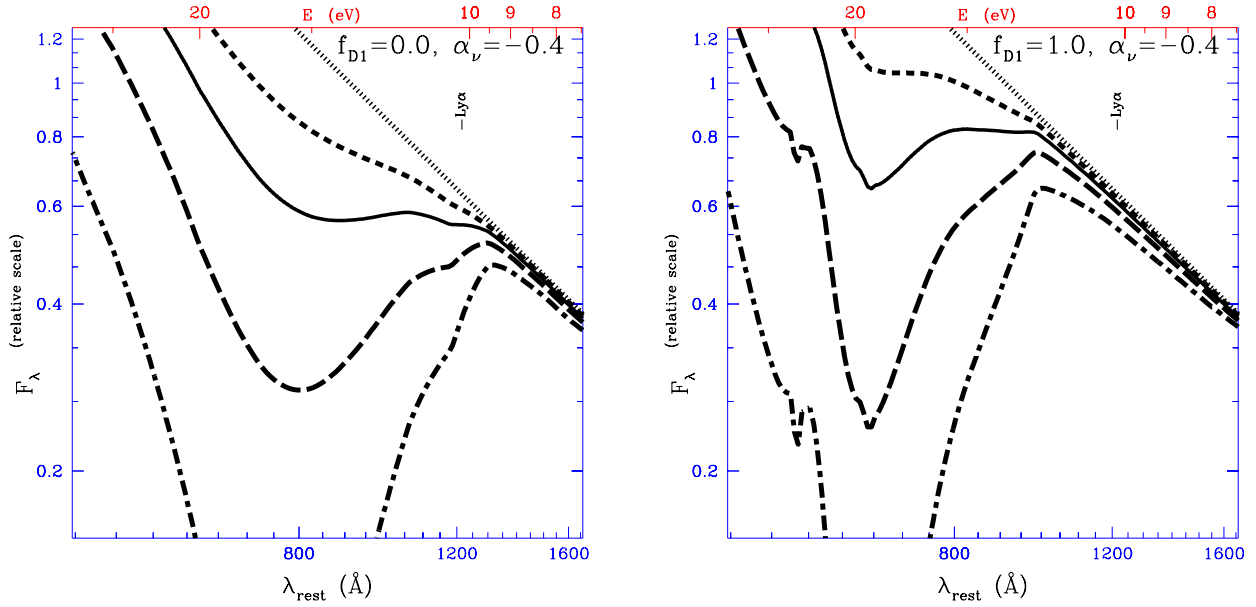 20 E (eV) 10 9 8
f_D1=0.0, α_ν=−0.4
−Lyα
1.2
1
0.8
0.6
0.4
0.2
F_λ (relative scale)
800 1200 1600
λ_rest (Å)
20 E (eV) 10 9 8
f_D1=1.0, α_ν=−0.4
−Lyα
1.2
1
0.8
0.6
0.4
0.2
F_λ (relative scale)
800 1200 1600
λ_rest (Å)